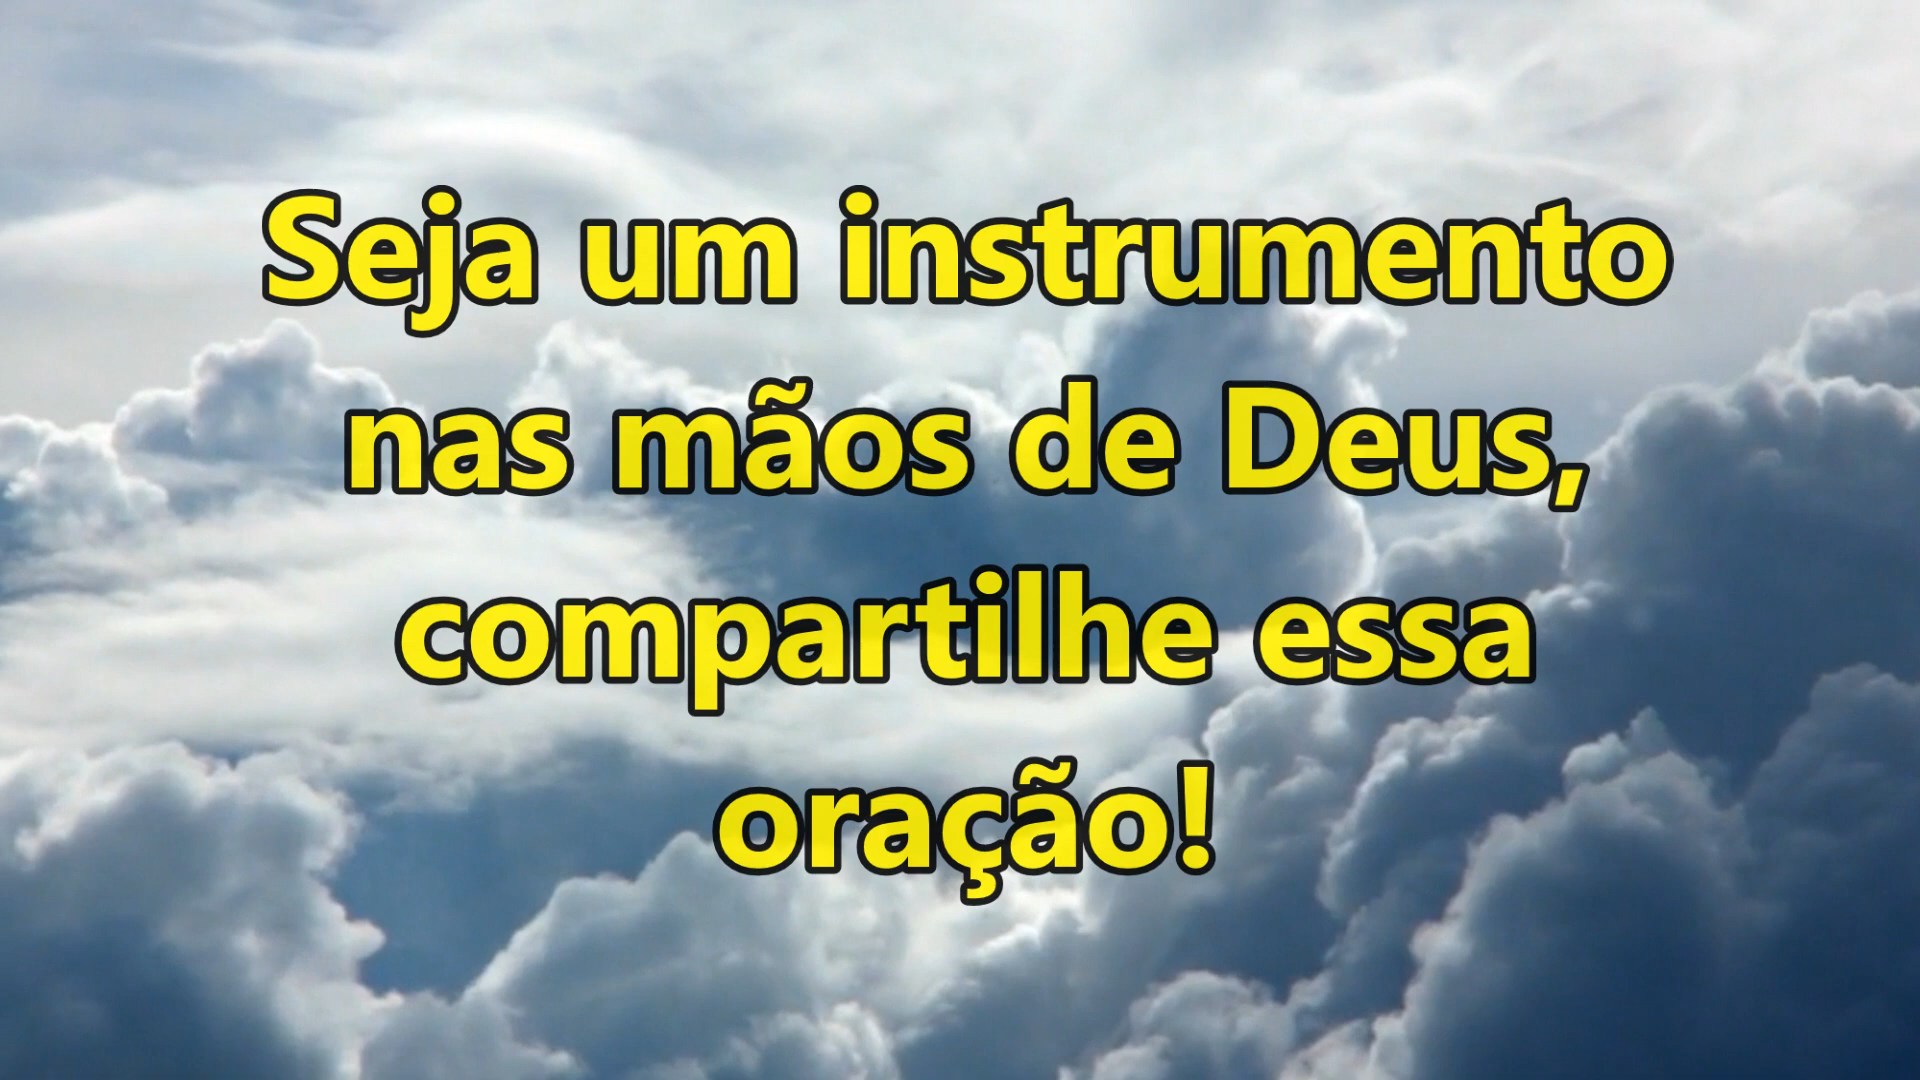 Seja um instrumento
nas mãos de Deus,
compartilhe essa
oração!